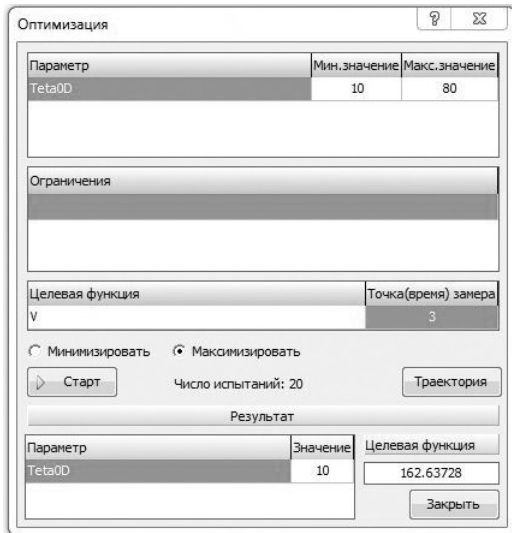 Оптимизация
Параметр Мин.значение Макс.значение
Teta0D 10 80
Ограничения
Целевая функция Точка(время) замера
V 3
Минимизировать Максимизировать
Старт Число испытаний: 20 Траектория
Результат
Параметр Значение Целевая функция
Teta0D 10 162.63728
Закрыть